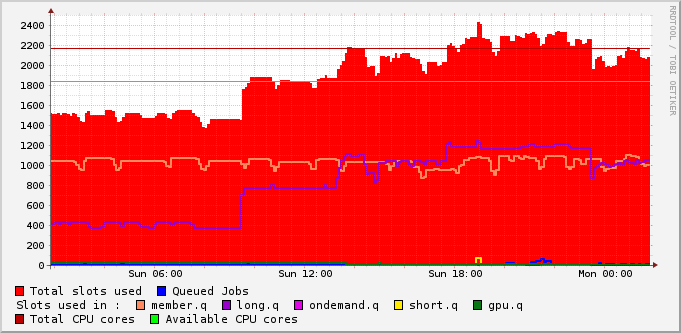 2400
2200
2000
1800
1600
1400
1200
1000
800
600
400
200
0
Sun 06:00 Sun 12:00 Sun 18:00 Mon 00:00
RRDTOOL / TOBI OETIKER
Total slots used Queued Jobs
Slots used in : member.q long.q ondemand.q short.q gpu.q
Total CPU cores Available CPU cores